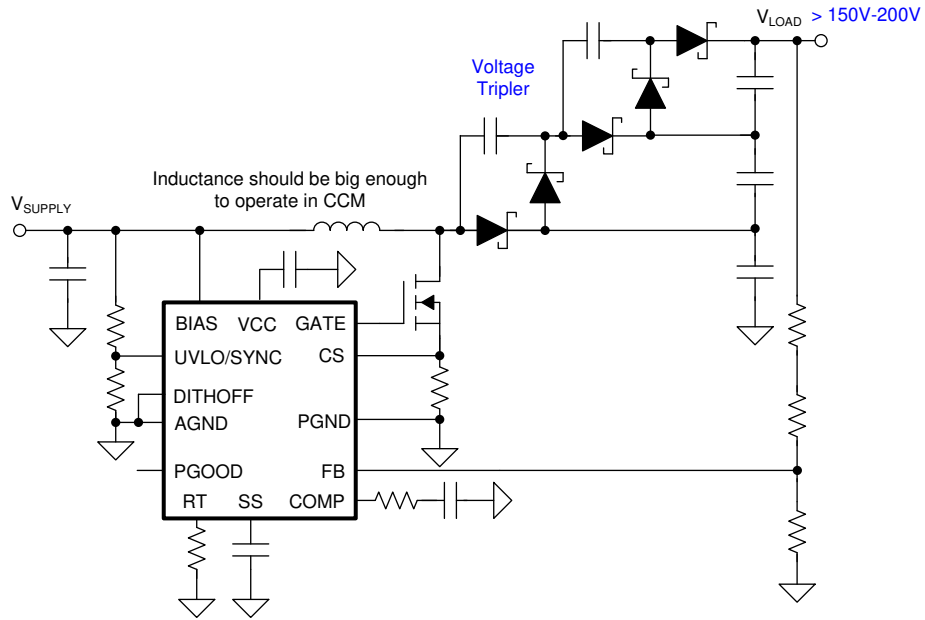 VLOAD > 150V-200V
Voltage
Tripler
Inductance should be big enough
to operate in CCM
VSUPPLY
BIAS VCC GATE
UVLO/SYNC CS
DITHOFF
AGND PGND
PGOOD FB
RT SS COMP